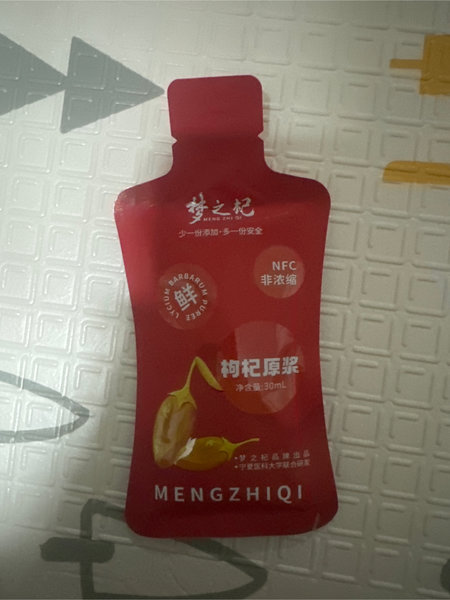 梦之杞
MENG ZHI QI
少一份添加·多一份安全
NFC
非浓缩
LYCIUM BARBARUM PUREE
鲜
枸杞原浆
净含量:30mL
•梦之杞品牌出品
•宁夏医科大学联合研发
MENGZHIQI